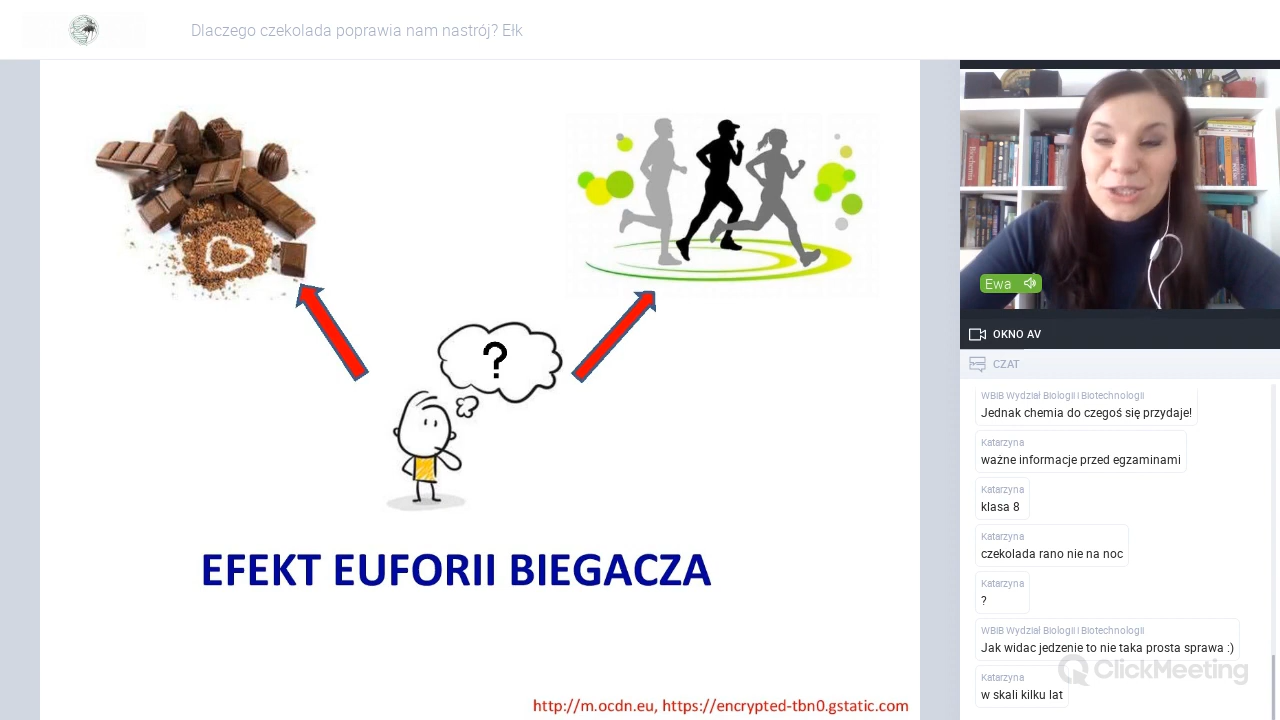 Dlaczego czekolada poprawia nam nastrój? Ełk
?
EFEKT EUFORII BIEGACZA
http://m.ocdn.eu, https://encrypted-tbn0.gstatic.com
Biochemia
Ewa
OKNO AV
CZAT
WBiB Wydział Biologii i Biotechnologii
Jednak chemia do czegoś się przydaje!
Katarzyna
ważne informacje przed egzaminami
Katarzyna
klasa 8
Katarzyna
czekolada rano nie na noc
Katarzyna
?
WBiB Wydział Biologii i Biotechnologii
Jak widac jedzenie to nie taka prosta sprawa :)
Katarzyna
w skali kilku lat
ClickMeeting